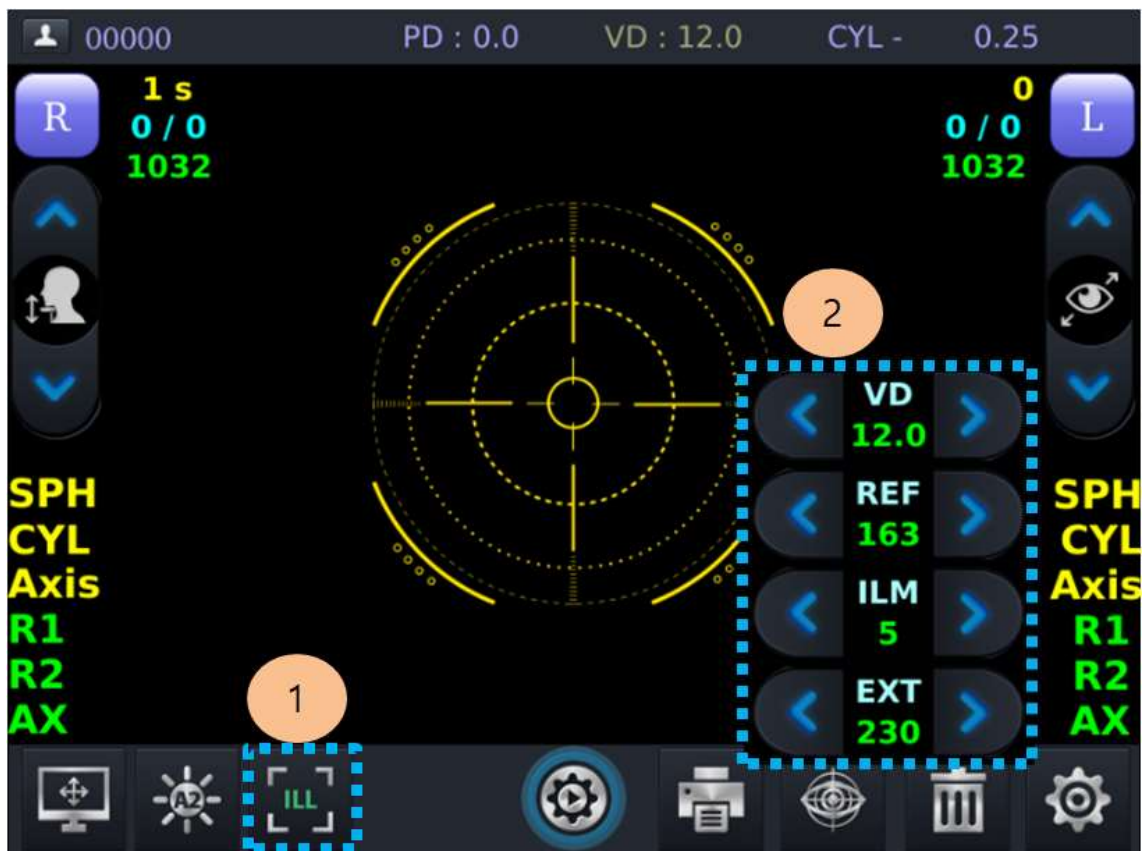 00000 PD : 0.0 VD : 12.0 CYL - 0.25
R
1 s
0 / 0
1032
0
0 / 0
1032
L
2
VD
12.0
REF
163
ILM
5
EXT
230
SPH
CYL
Axis
R1
R2
AX
SPH
CYL
Axis
R1
R2
AX
1
A2
ILL